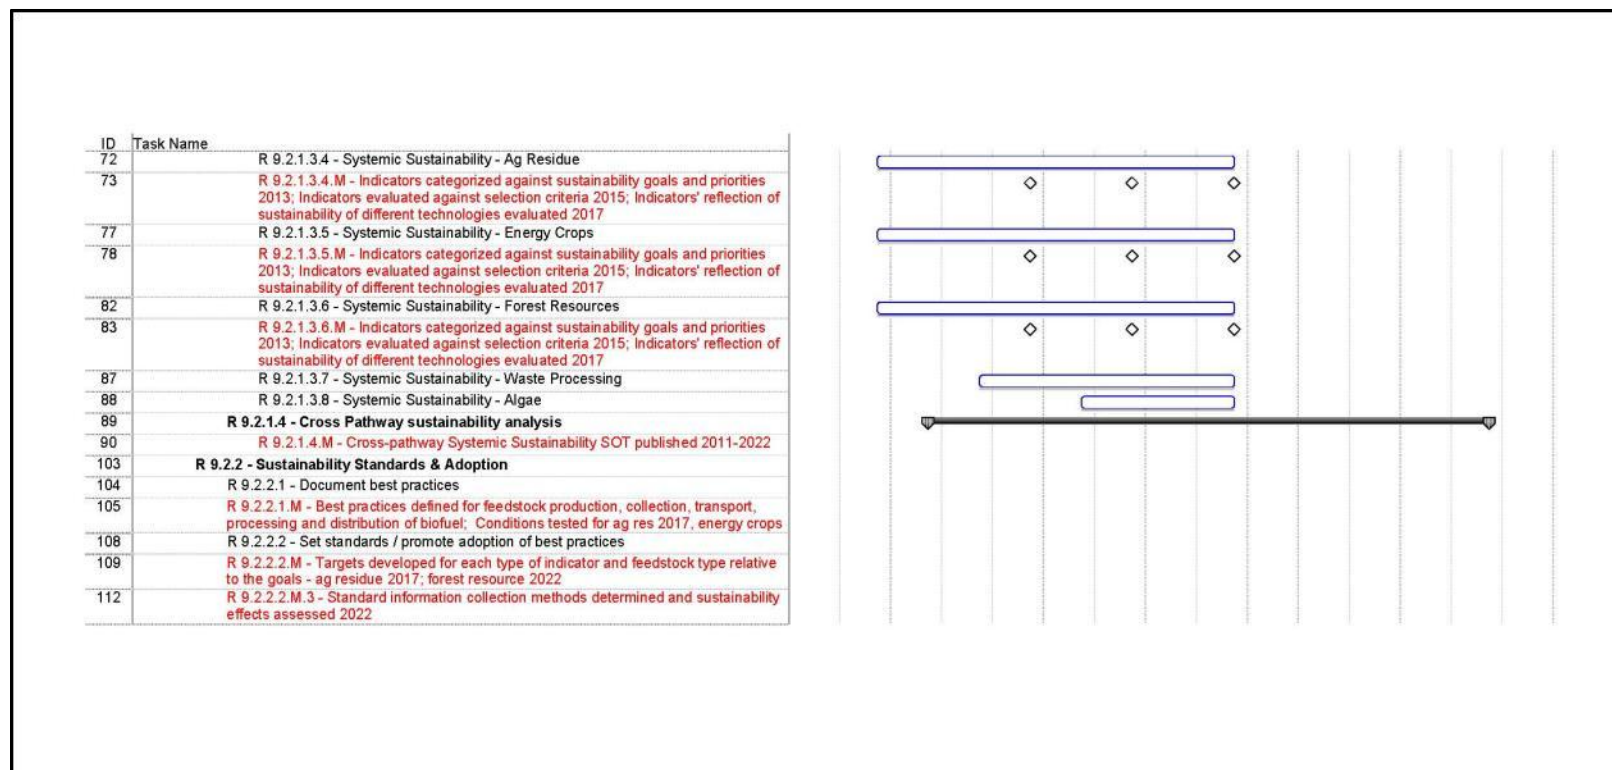 ID Task Name
72 R 9.2.1.3.4 - Systemic Sustainability - Ag Residue
73 R 9.2.1.3.4.M - Indicators categorized against sustainability goals and priorities
2013; Indicators evaluated against selection criteria 2015; Indicators' reflection of
sustainability of different technologies evaluated 2017
77 R 9.2.1.3.5 - Systemic Sustainability - Energy Crops
78 R 9.2.1.3.5.M - Indicators categorized against sustainability goals and priorities
2013; Indicators evaluated against selection criteria 2015; Indicators' reflection of
sustainability of different technologies evaluated 2017
82 R 9.2.1.3.6 - Systemic Sustainability - Forest Resources
83 R 9.2.1.3.6.M - Indicators categorized against sustainability goals and priorities
2013; Indicators evaluated against selection criteria 2015; Indicators' reflection of
sustainability of different technologies evaluated 2017
87 R 9.2.1.3.7 - Systemic Sustainability - Waste Processing
88 R 9.2.1.3.8 - Systemic Sustainability - Algae
89 R 9.2.1.4 - Cross Pathway sustainability analysis
90 R 9.2.1.4.M - Cross-pathway Systemic Sustainability SOT published 2011-2022
103 R 9.2.2 - Sustainability Standards & Adoption
104 R 9.2.2.1 - Document best practices
105 R 9.2.2.1.M - Best practices defined for feedstock production, collection, transport,
processing and distribution of biofuel; Conditions tested for ag res 2017, energy crops
108 R 9.2.2.2 - Set standards / promote adoption of best practices
109 R 9.2.2.2.M - Targets developed for each type of indicator and feedstock type relative
to the goals - ag residue 2017; forest resource 2022
112 R 9.2.2.2.M.3 - Standard information collection methods determined and sustainability
effects assessed 2022